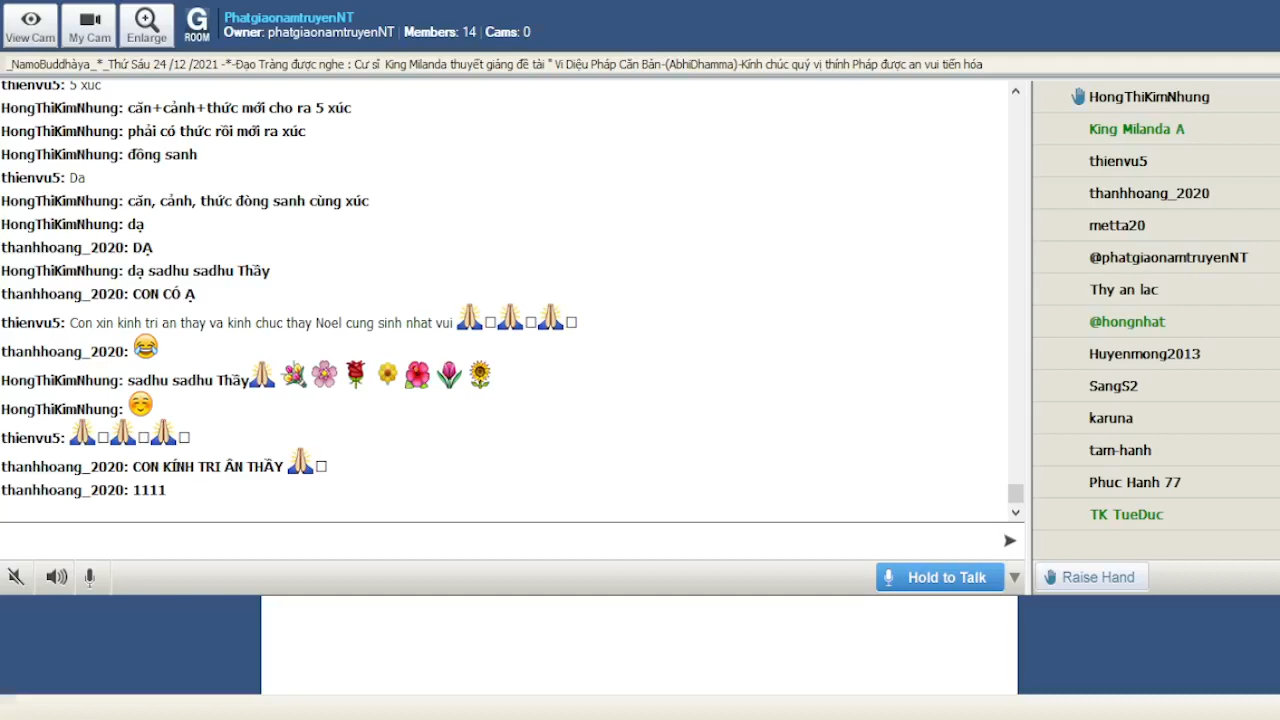 View Cam
My Cam
Enlarge
G
ROOM
PhatgiaonamtruyenNT
Owner: phatgiaonamtruyenNT | Members: 14 | Cams: 0
_NamoBuddhàya_*_Thứ Sáu 24 /12 /2021 -*-Đạo Tràng được nghe : Cư sĩ King Milanda thuyết giảng đề tài " Vi Diệu Pháp Căn Bản-(AbhiDhamma)-Kính chúc quý vị thính Pháp được an vui tiến hóa
thienvu5: 5 xuc
HongThiKimNhung: căn+cảnh+thức mới cho ra 5 xúc
HongThiKimNhung: phải có thức rồi mới ra xúc
HongThiKimNhung: đồng sanh
thienvu5: Da
HongThiKimNhung: căn, cảnh, thức đòng sanh cùng xúc
HongThiKimNhung: dạ
thanhhoang_2020: DẠ
HongThiKimNhung: dạ sadhu sadhu Thầy
thanhhoang_2020: CON CÓ Ạ
thienvu5: Con xin kinh tri an thay va kinh chuc thay Noel cung sinh nhat vui 🙏□🙏□🙏□
thanhhoang_2020: 😂
HongThiKimNhung: sadhu sadhu Thầy🙏 💐 🌸 🌹 🌼 🌺 🌷 🌻
HongThiKimNhung: ☺️
thienvu5: 🙏□🙏□🙏□
thanhhoang_2020: CON KÍNH TRI ÂN THẦY 🙏□
thanhhoang_2020: 1111
HongThiKimNhung
King Milanda A
thienvu5
thanhhoang_2020
metta20
@phatgiaonamtruyenNT
Thy an lac
@hongnhat
Huyenmong2013
SangS2
karuna
tam-hanh
Phuc Hanh 77
TK TueDuc
Hold to Talk
Raise Hand